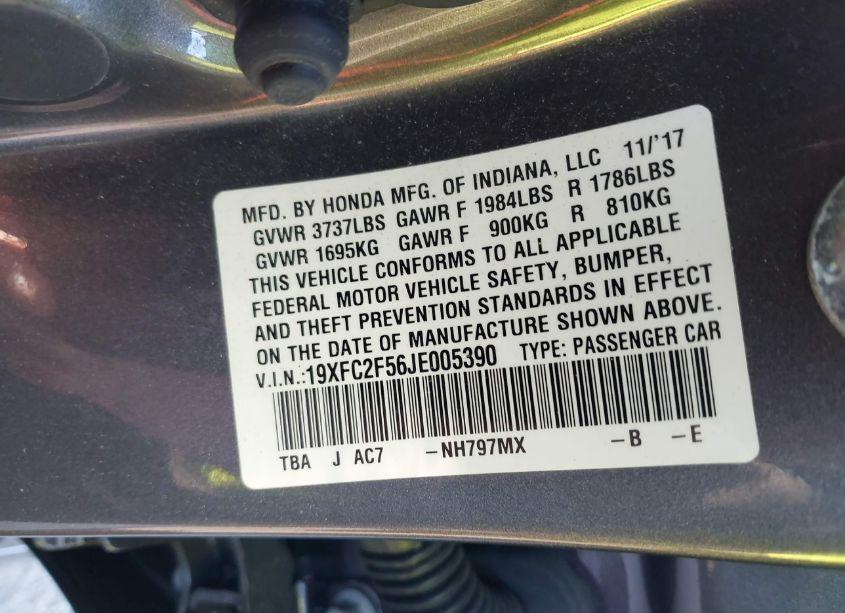 MFD. BY HONDA MFG. OF INDIANA, LLC 11/'17
GVWR 3737LBS GAWR F 1984LBS R 1786LBS
GVWR 1695KG GAWR F 900KG R 810KG
THIS VEHICLE CONFORMS TO ALL APPLICABLE
FEDERAL MOTOR VEHICLE SAFETY, BUMPER,
AND THEFT PREVENTION STANDARDS IN EFFECT
ON THE DATE OF MANUFACTURE SHOWN ABOVE.
V.I.N.:19XFC2F56JE005390 TYPE: PASSENGER CAR
TBA J AC7 -NH797MX -B -E